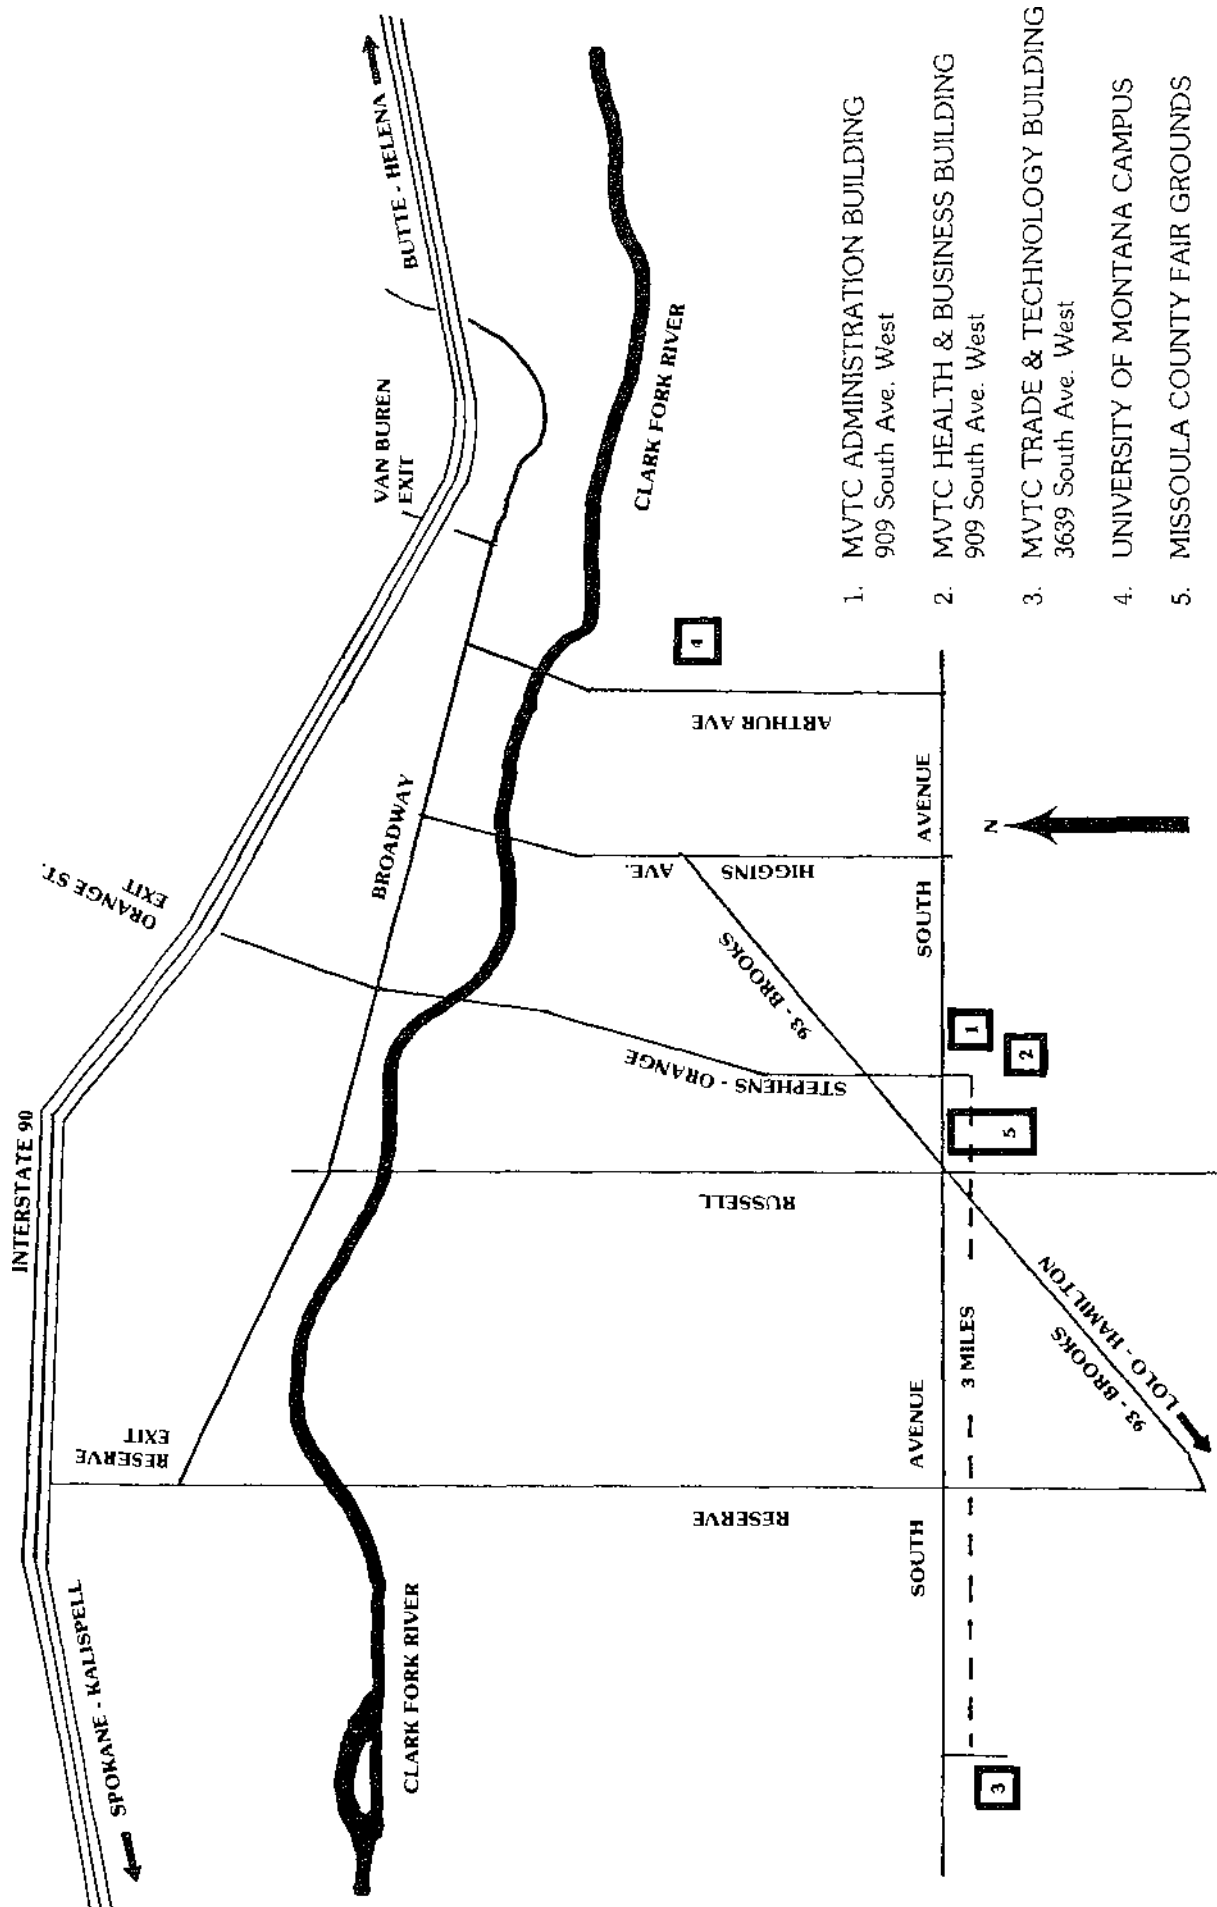 INTERSTATE 90
SPOKANE - KALISPELL
BUTTE - HELENA
VAN BUREN
EXIT
ORANGE ST.
EXIT
RESERVE
EXIT
BROADWAY
CLARK FORK RIVER
CLARK FORK RIVER
RESERVE
RUSSELL
STEPHENS - ORANGE
93 - BROOKS
HIGGINS AVE.
ARTHUR AVE
SOUTH AVENUE
SOUTH AVENUE
3 MILES
93 - BROOKS
LOLO - HAMILTON
N
3
5
2
1
4
1. MVTC ADMINISTRATION BUILDING
909 South Ave. West
2. MVTC HEALTH & BUSINESS BUILDING
909 South Ave. West
3. MVTC TRADE & TECHNOLOGY BUILDING
3639 South Ave. West
4. UNIVERSITY OF MONTANA CAMPUS
5. MISSOULA COUNTY FAIR GROUNDS